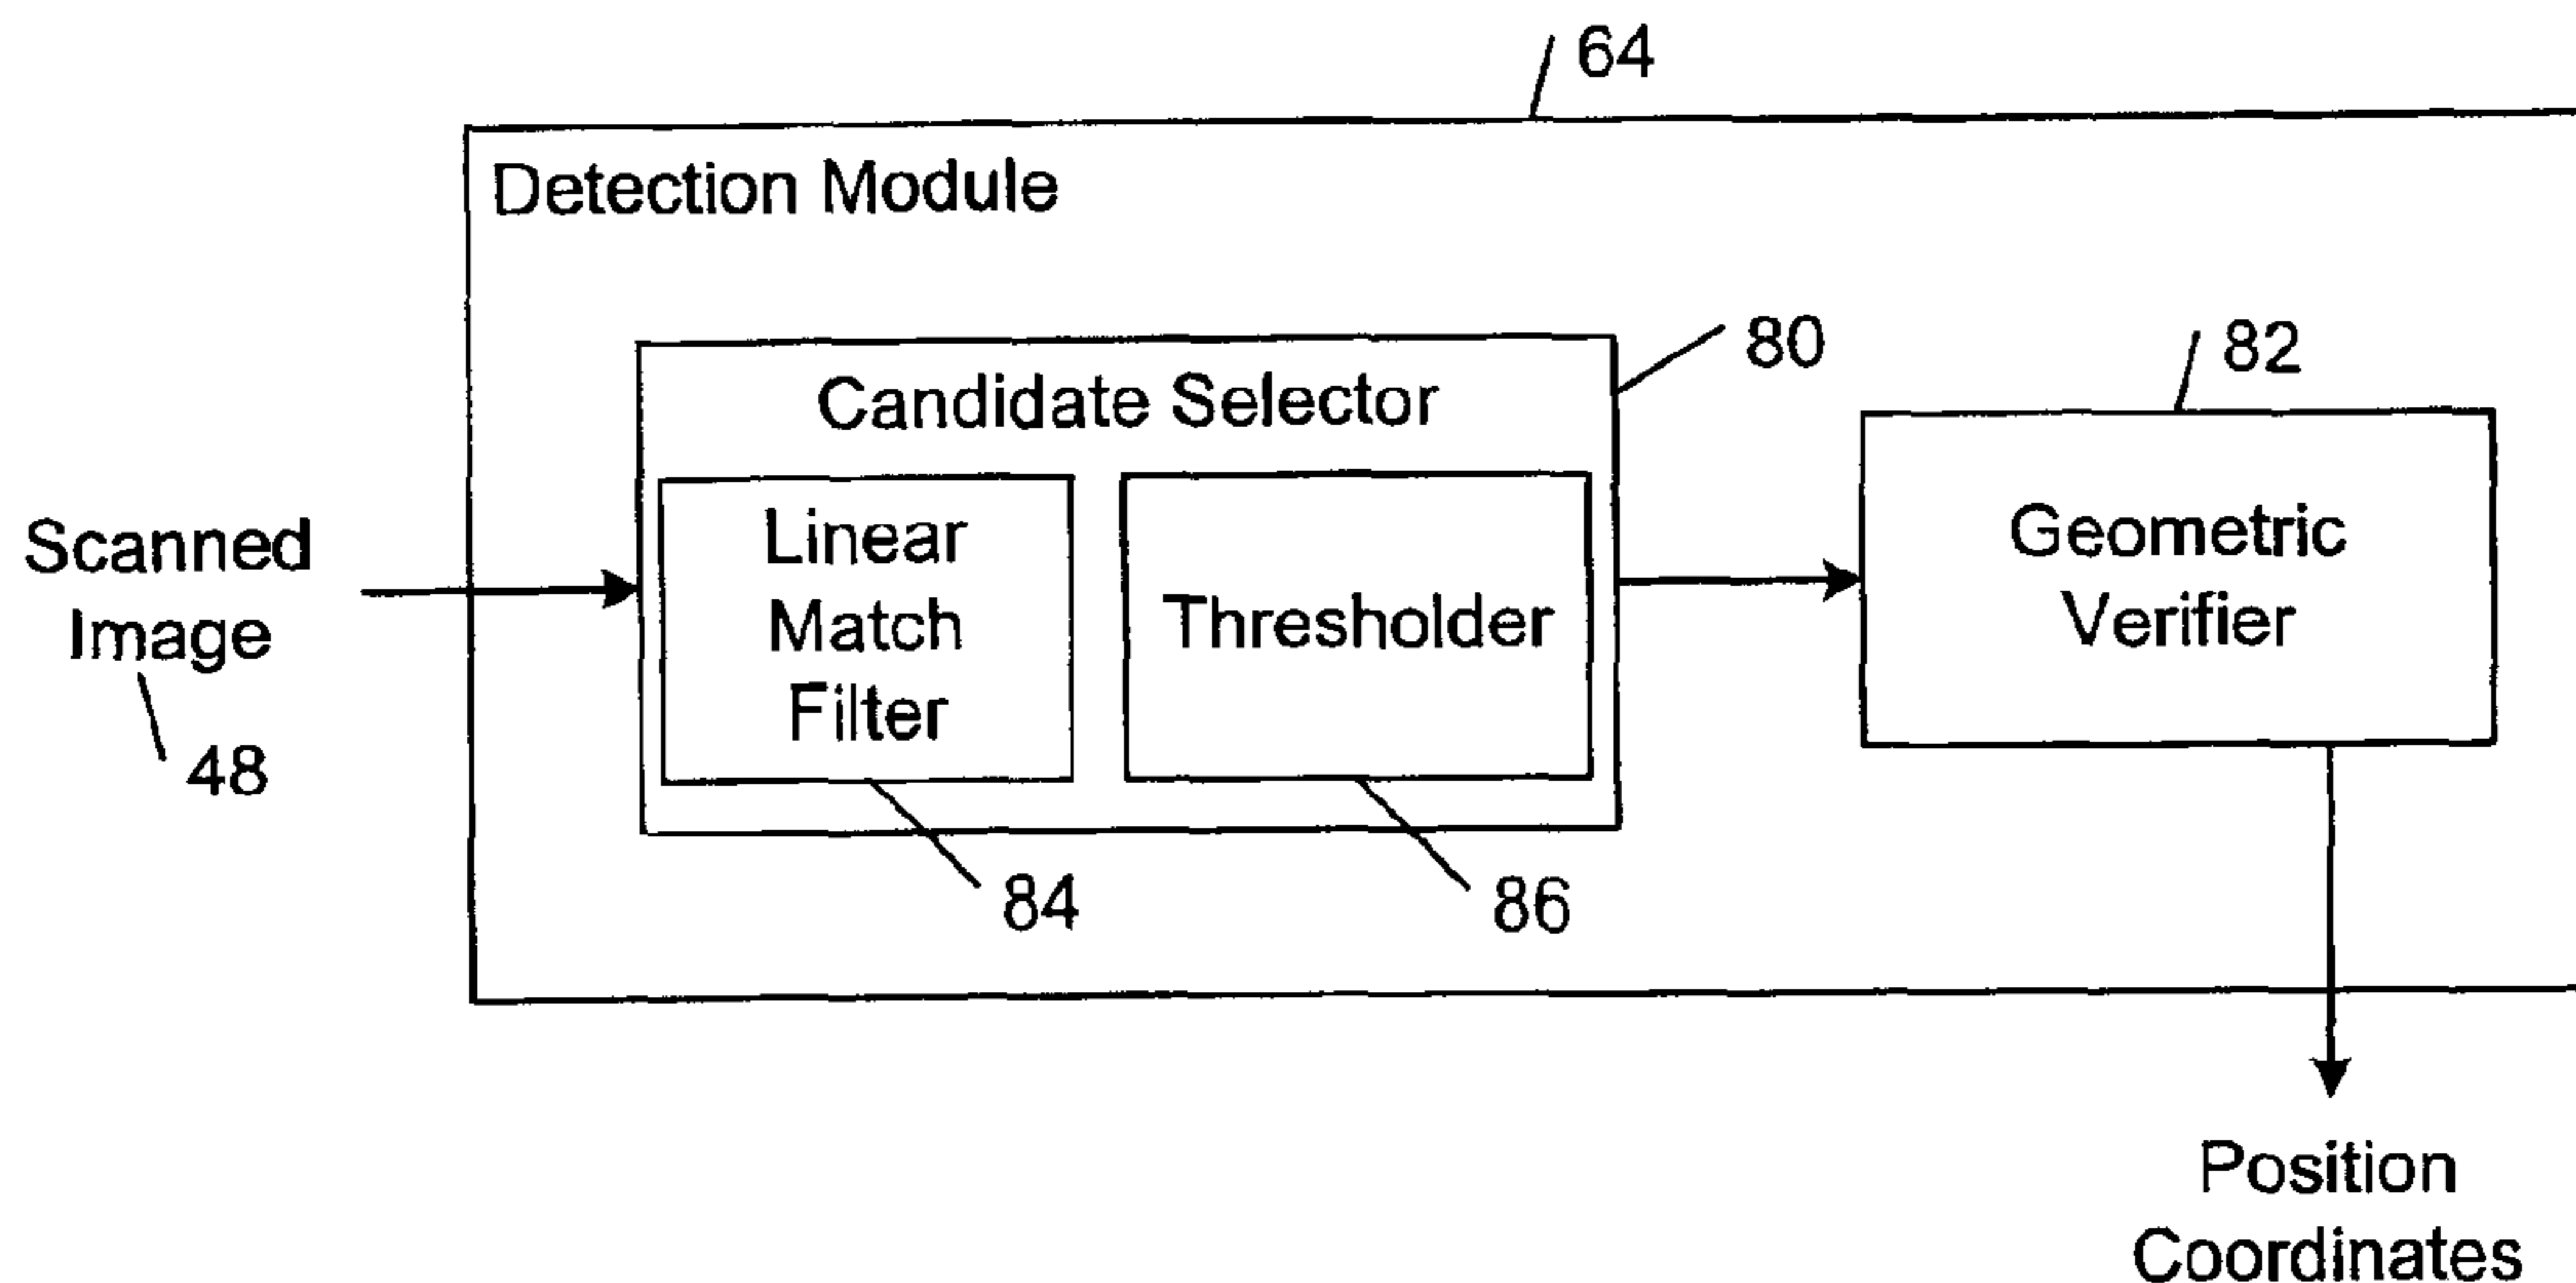 64
Detection Module
80
82
Candidate Selector
Scanned
Image
48
Linear
Match
Filter
Thresholder
Geometric
Verifier
84
86
Position
Coordinates